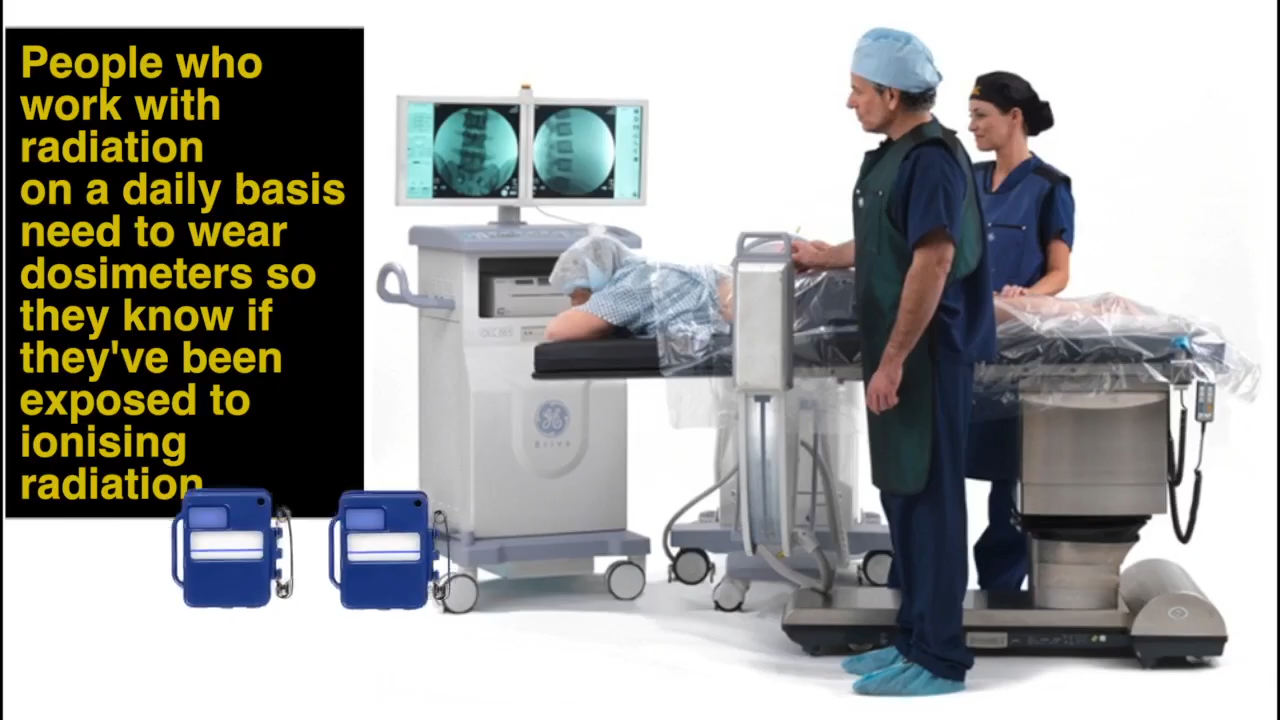 People who
work with
radiation
on a daily basis
need to wear
dosimeters so
they know if
they've been
exposed to
ionising
radiation